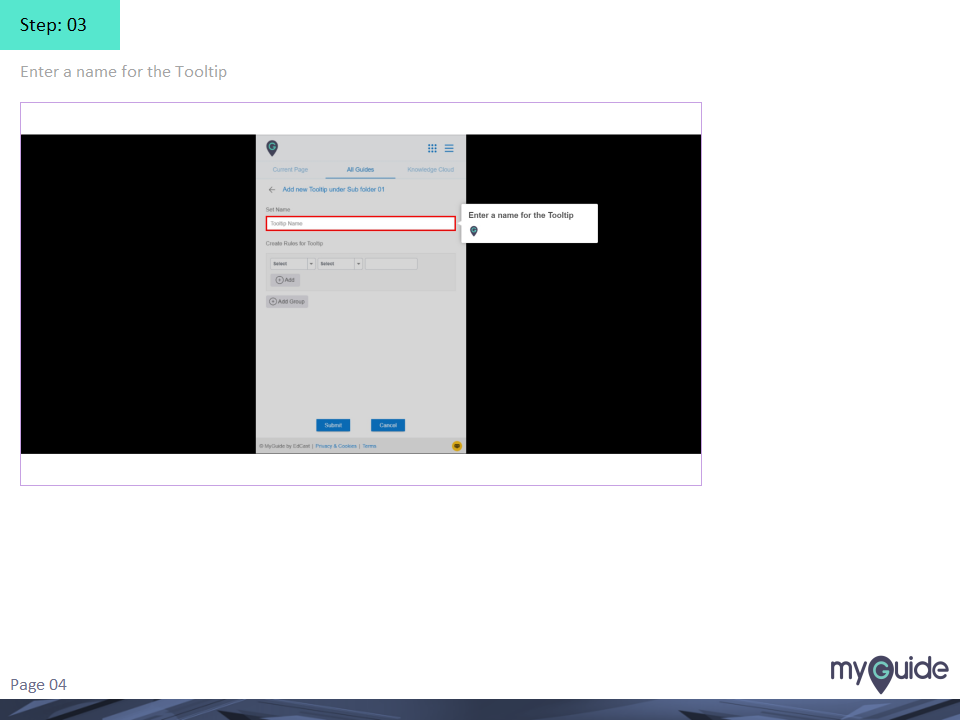 Step: 03
Enter a name for the Tooltip
Current Page All Guides Knowledge Cloud
Add new Tooltip under Sub folder 01
Set Name
Tooltip Name
Enter a name for the Tooltip
Create Rules for Tooltip
Select Select
Add
Add Group
Submit Cancel
© MyGuide by EdCast | Privacy & Cookies | Terms
myGuide
Page 04